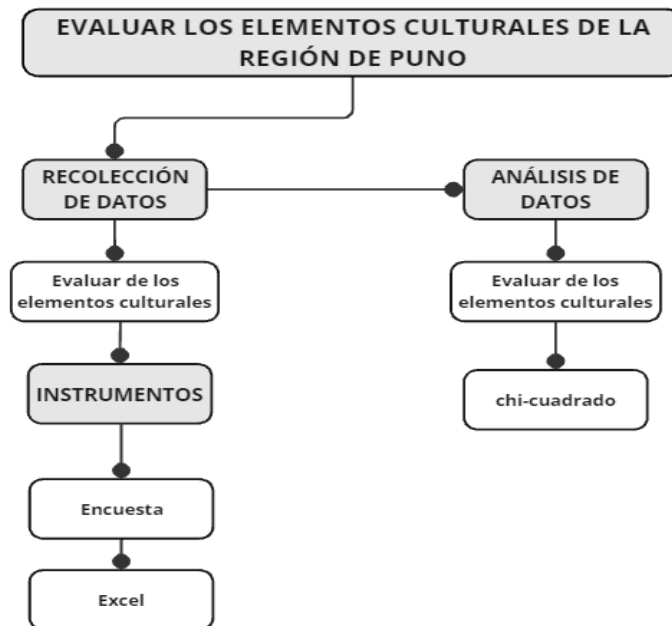 EVALUAR LOS ELEMENTOS CULTURALES DE LA
REGIÓN DE PUNO
RECOLECCIÓN
DE DATOS
ANÁLISIS DE
DATOS
Evaluar de los
elementos culturales
Evaluar de los
elementos culturales
INSTRUMENTOS
chi-cuadrado
Encuesta
Excel